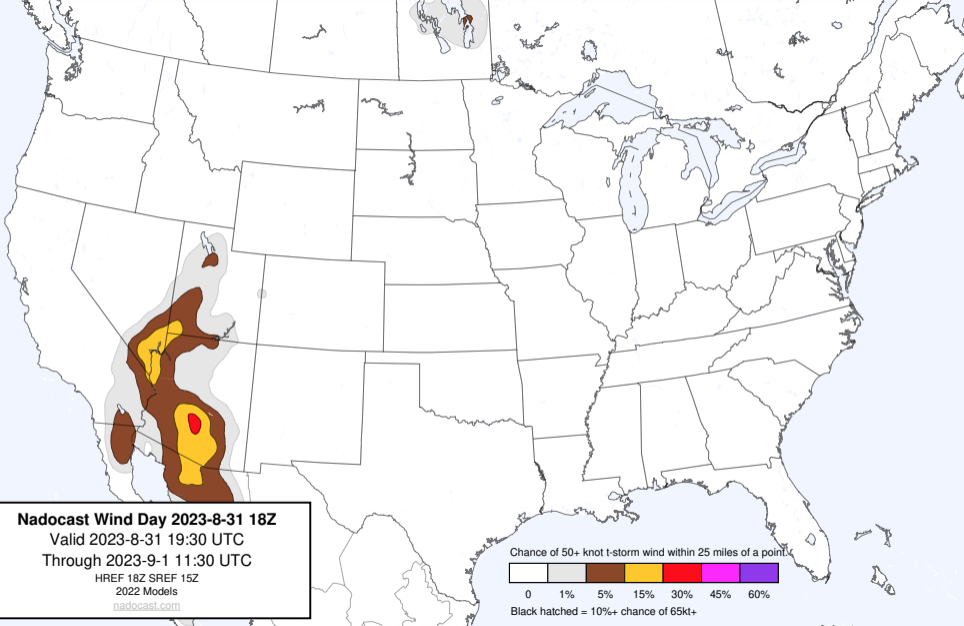 Nadocast Wind Day 2023-8-31 18Z
Valid 2023-8-31 19:30 UTC
Through 2023-9-1 11:30 UTC
HREF 18Z SREF 15Z
2022 Models
nadocast.com
Chance of 50+ knot t-storm wind within 25 miles of a point.
0 1% 5% 15% 30% 45% 60%
Black hatched = 10%+ chance of 65kt+